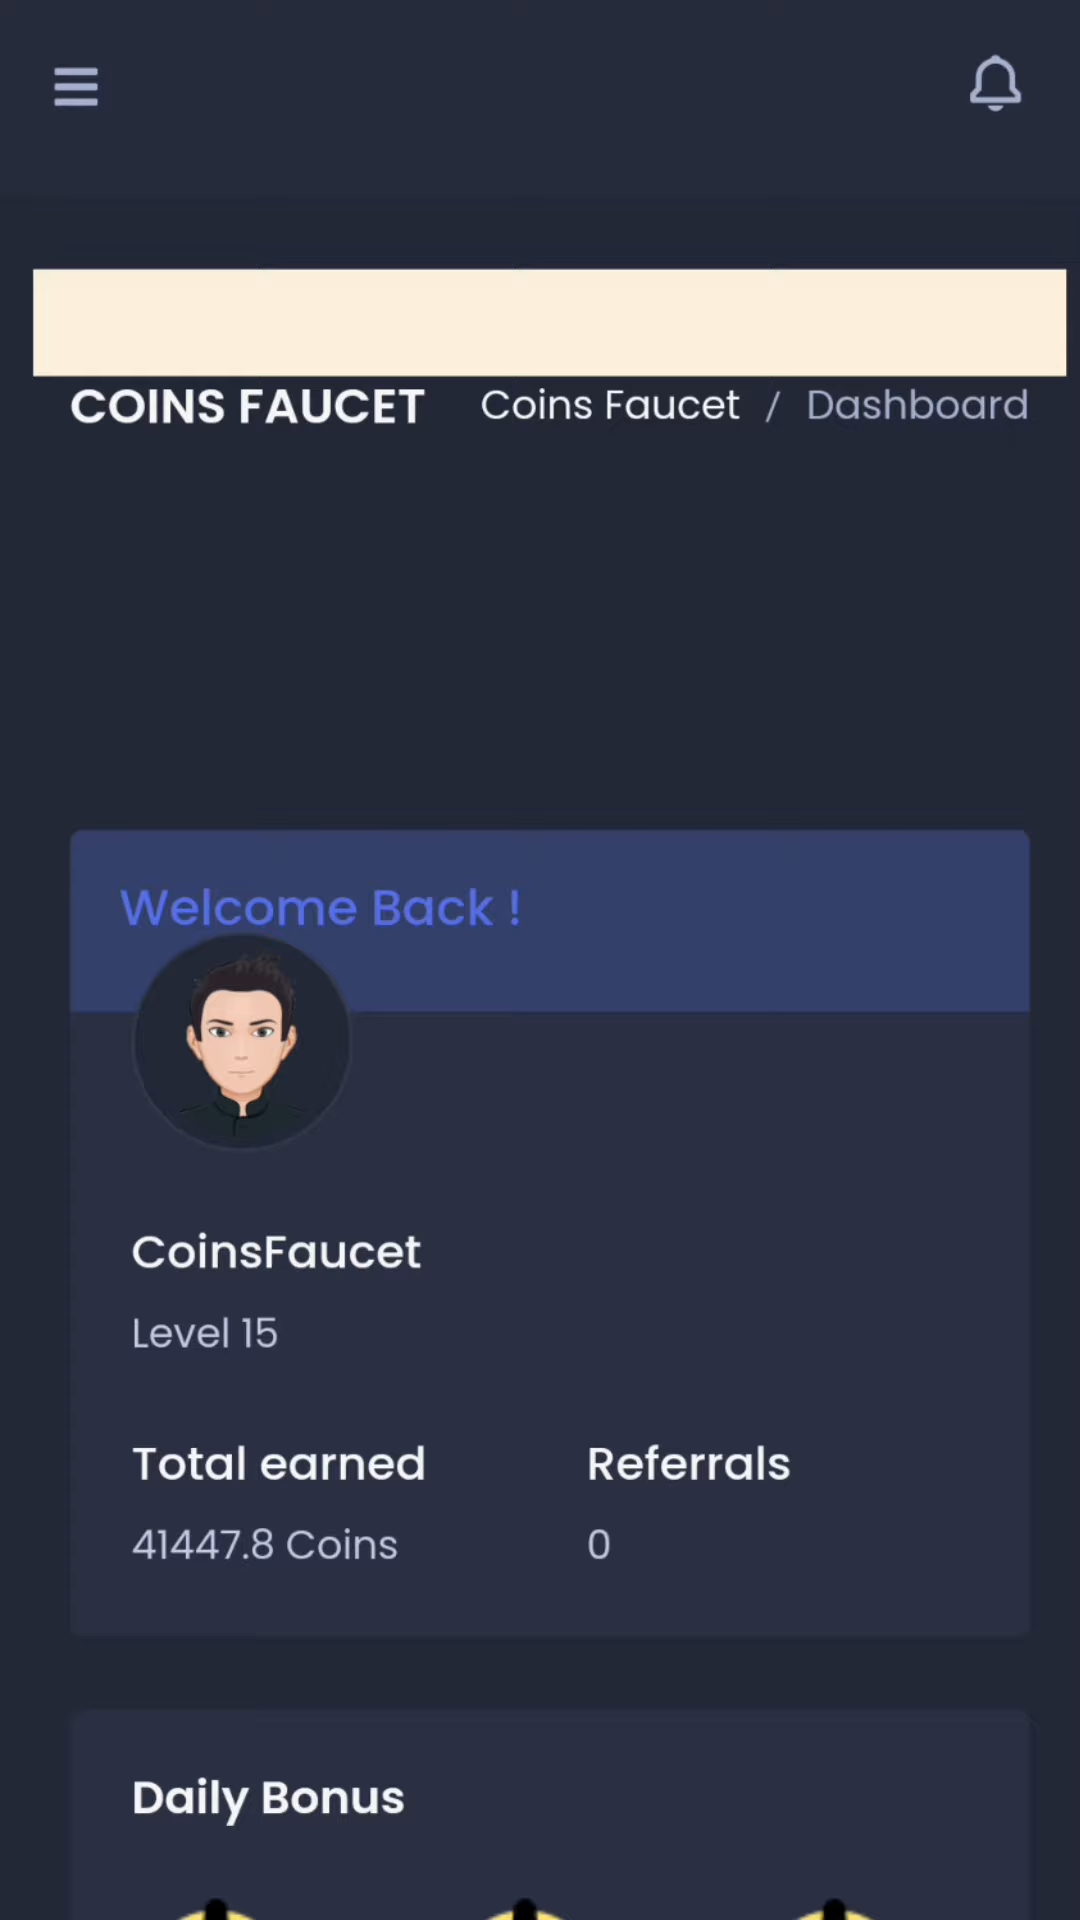 COINS FAUCET
Coins Faucet / Dashboard
Welcome Back !
CoinsFaucet
Level 15
Total earned
41447.8 Coins
Referrals
0
Daily Bonus